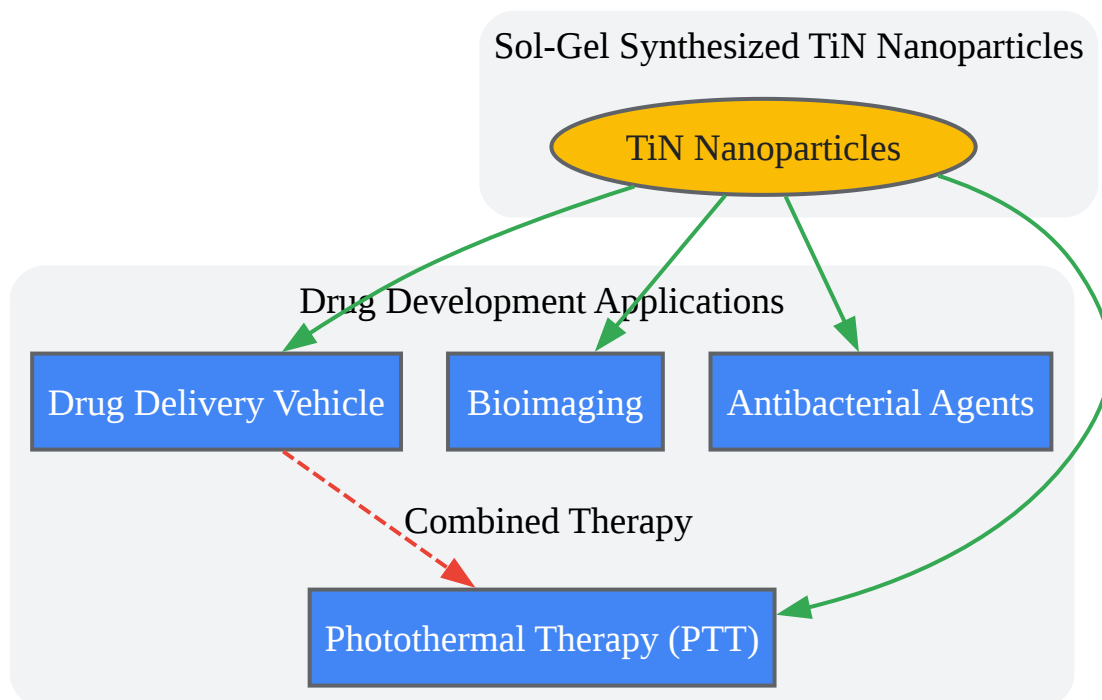 Sol-Gel Synthesized TiN Nanoparticles
TiN Nanoparticles
Drug Development Applications
Drug Delivery Vehicle
Bioimaging
Antibacterial Agents
Combined Therapy
Photothermal Therapy (PTT)